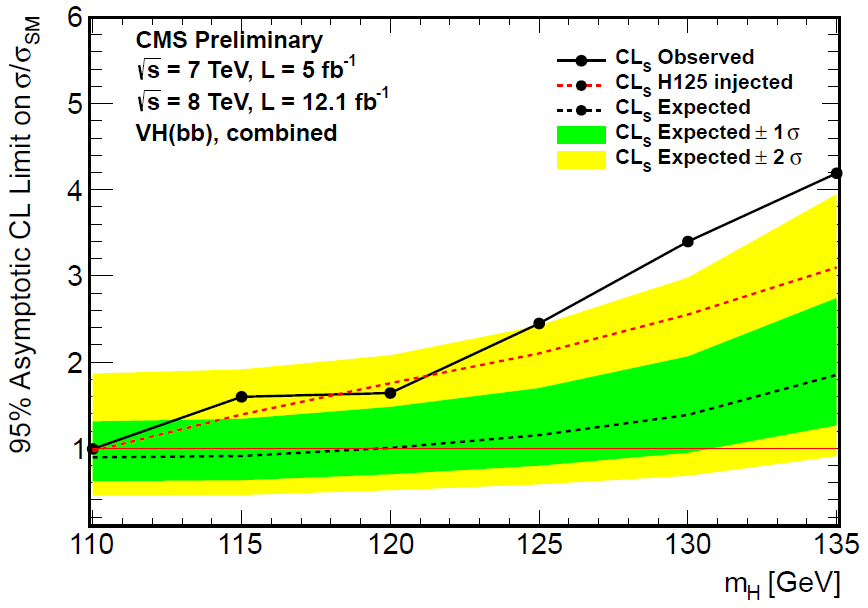 95% Asymptotic CL Limit on σ/σSM
6
5
4
3
2
1
CMS Preliminary
√s = 7 TeV, L = 5 fb-1
√s = 8 TeV, L = 12.1 fb-1
VH(bb), combined
CLS Observed
CLS H125 injected
CLS Expected
CLS Expected ± 1 σ
CLS Expected ± 2 σ
110 115 120 125 130 135
mH [GeV]